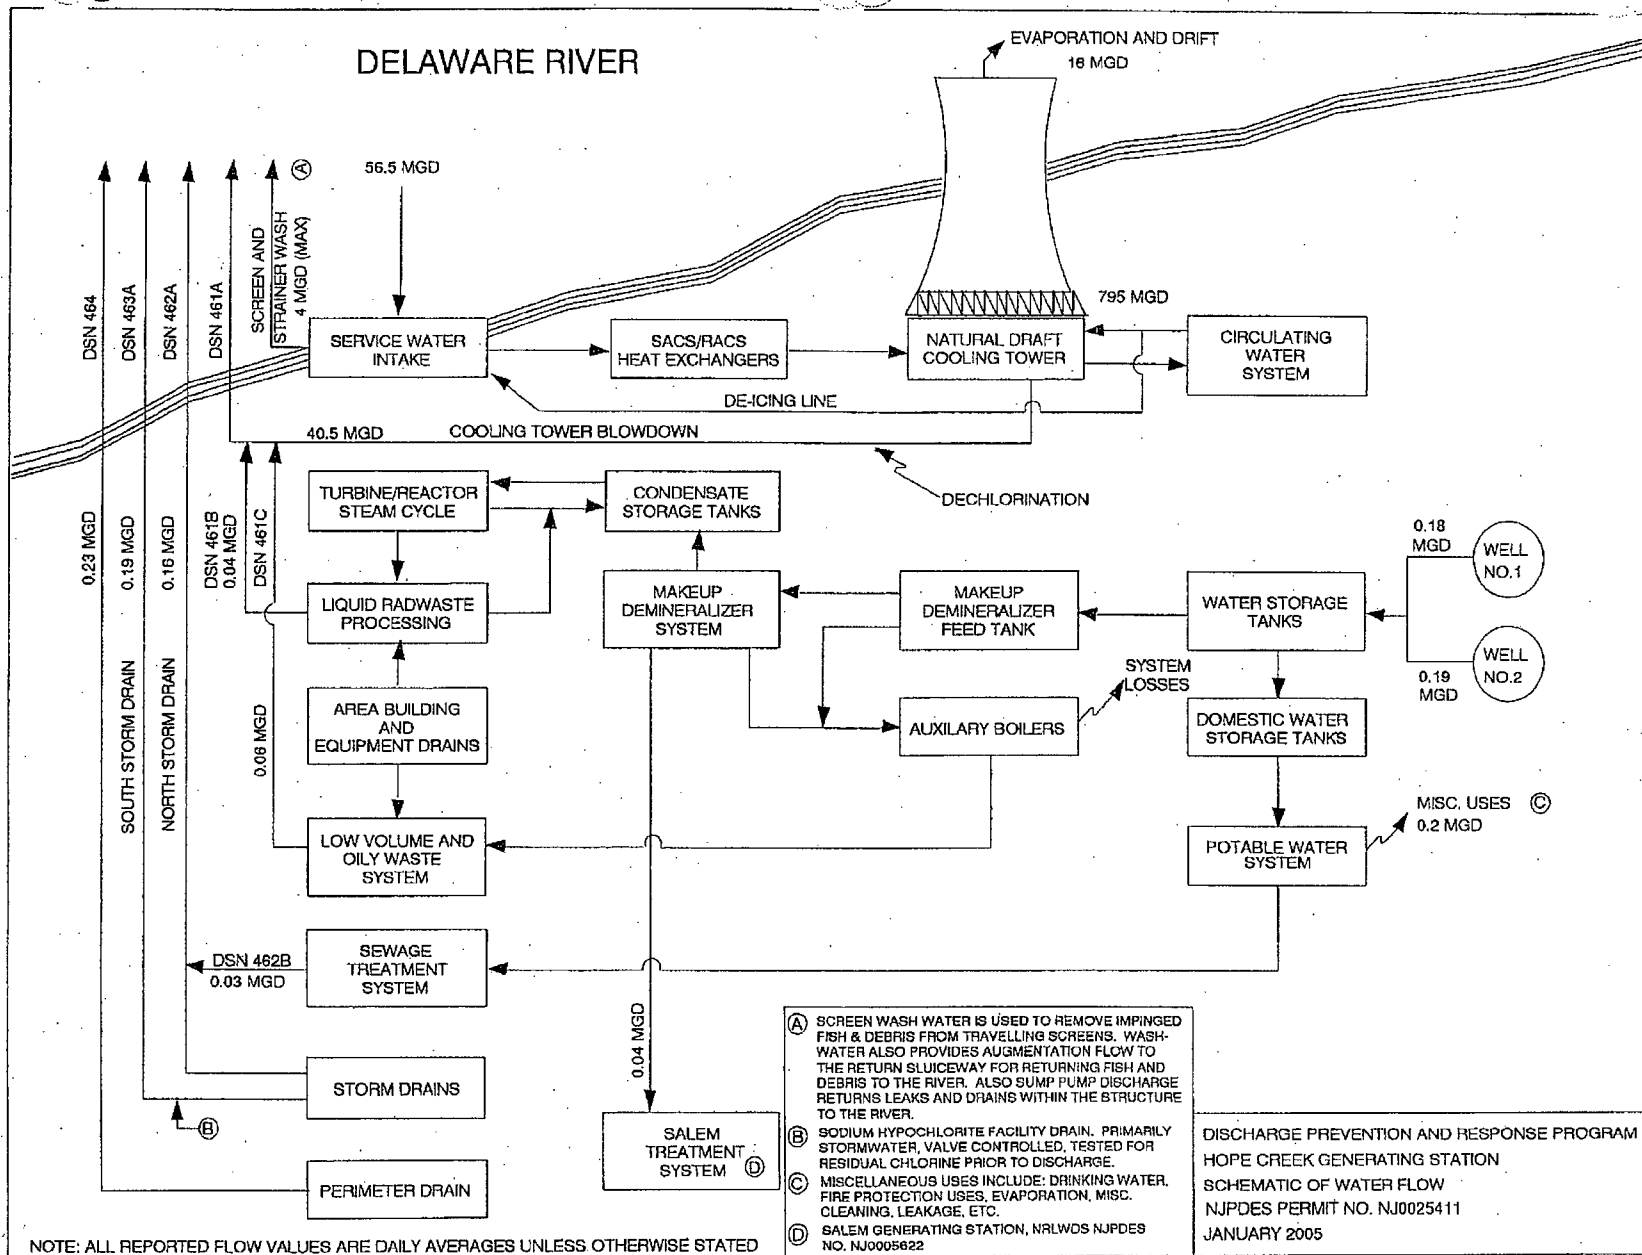 DELAWARE RIVER
EVAPORATION AND DRIFT
16 MGD
56.5 MGD
Ⓐ
SCREEN AND
STRAINER WASH
4 MGD (MAX)
DSN 464
DSN 463A
DSN 462A
DSN 461A
795 MGD
SERVICE WATER
INTAKE
SACS/RACS
HEAT EXCHANGERS
NATURAL DRAFT
COOLING TOWER
CIRCULATING
WATER
SYSTEM
DE-ICING LINE
40.5 MGD
COOLING TOWER BLOWDOWN
DECHLORINATION
TURBINE/REACTOR
STEAM CYCLE
CONDENSATE
STORAGE TANKS
0.23 MGD
0.19 MGD
0.16 MGD
DSN 461B
0.04 MGD
DSN 461C
0.18
MGD
WELL
NO.1
LIQUID RADWASTE
PROCESSING
MAKEUP
DEMINERALIZER
SYSTEM
MAKEUP
DEMINERALIZER
FEED TANK
WATER STORAGE
TANKS
WELL
NO.2
0.19
MGD
SYSTEM
LOSSES
SOUTH STORM DRAIN
NORTH STORM DRAIN
0.06 MGD
AREA BUILDING
AND
EQUIPMENT DRAINS
AUXILARY BOILERS
DOMESTIC WATER
STORAGE TANKS
MISC. USES Ⓒ
0.2 MGD
LOW VOLUME AND
OILY WASTE
SYSTEM
POTABLE WATER
SYSTEM
DSN 462B
0.03 MGD
SEWAGE
TREATMENT
SYSTEM
0.04 MGD
STORM DRAINS
Ⓑ
SALEM
TREATMENT
SYSTEM Ⓓ
PERIMETER DRAIN
Ⓐ SCREEN WASH WATER IS USED TO REMOVE IMPINGED
FISH & DEBRIS FROM TRAVELLING SCREENS. WASH-
WATER ALSO PROVIDES AUGMENTATION FLOW TO
THE RETURN SLUICEWAY FOR RETURNING FISH AND
DEBRIS TO THE RIVER. ALSO SUMP PUMP DISCHARGE
RETURNS LEAKS AND DRAINS WITHIN THE STRUCTURE
TO THE RIVER.
Ⓑ SODIUM HYPOCHLORITE FACILITY DRAIN. PRIMARILY
STORMWATER, VALVE CONTROLLED, TESTED FOR
RESIDUAL CHLORINE PRIOR TO DISCHARGE.
Ⓒ MISCELLANEOUS USES INCLUDE: DRINKING WATER,
FIRE PROTECTION USES, EVAPORATION, MISC.
CLEANING, LEAKAGE, ETC.
Ⓓ SALEM GENERATING STATION, NRLWDS NJPDES
NO. NJ0005622
DISCHARGE PREVENTION AND RESPONSE PROGRAM
HOPE CREEK GENERATING STATION
SCHEMATIC OF WATER FLOW
NJPDES PERMIT NO. NJ0025411
JANUARY 2005
NOTE: ALL REPORTED FLOW VALUES ARE DAILY AVERAGES UNLESS OTHERWISE STATED